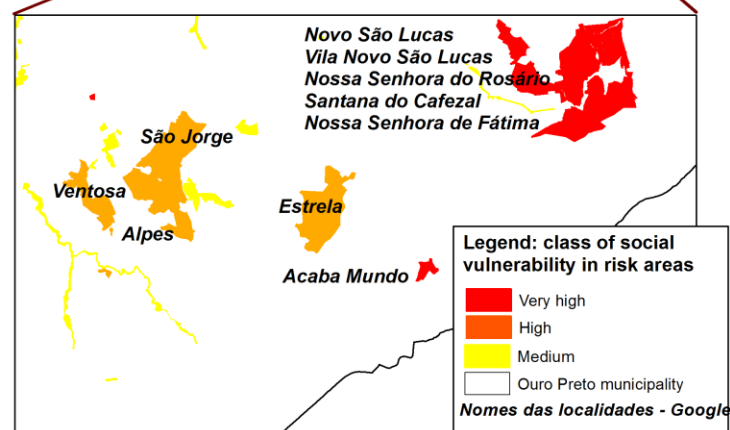 Novo São Lucas
Vila Novo São Lucas
Nossa Senhora do Rosário
Santana do Cafezal
Nossa Senhora de Fátima
São Jorge
Ventosa
Alpes
Estrela
Acaba Mundo
Legend: class of social
vulnerability in risk areas
Very high
High
Medium
Ouro Preto municipality
Nomes das localidades - Google